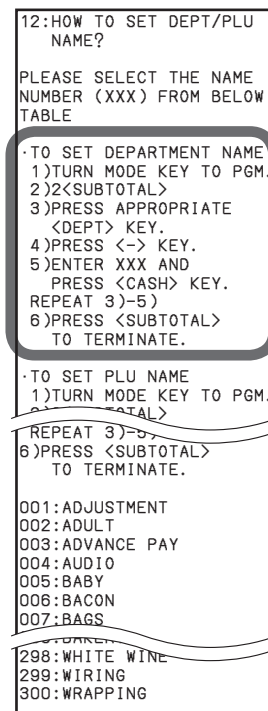 12:HOW TO SET DEPT/PLU
NAME?
PLEASE SELECT THE NAME
NUMBER (XXX) FROM BELOW
TABLE
·TO SET DEPARTMENT NAME
1)TURN MODE KEY TO PGM.
2)2<SUBTOTAL>
3)PRESS APPROPRIATE
<DEPT> KEY.
4)PRESS <-> KEY.
5)ENTER XXX AND
PRESS <CASH> KEY.
REPEAT 3)-5)
6)PRESS <SUBTOTAL>
TO TERMINATE.
·TO SET PLU NAME
1)TURN MODE KEY TO PGM.
REPEAT 3)-5)
6)PRESS <SUBTOTAL>
TO TERMINATE.
001:ADJUSTMENT
002:ADULT
003:ADVANCE PAY
004:AUDIO
005:BABY
006:BACON
007:BAGS
298:WHITE WINE
299:WIRING
300:WRAPPING